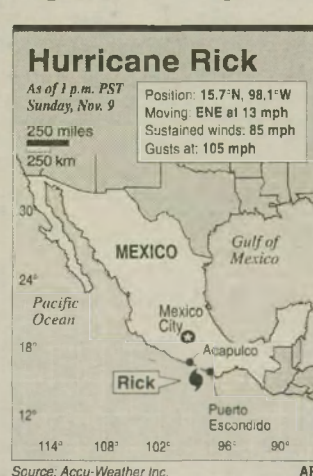 Hurricane Rick
As of 1 p.m. PST
Sunday, Nov. 9
Position: 15.7°N, 98.1°W
Moving: ENE at 13 mph
Sustained winds: 85 mph
Gusts at: 105 mph
250 miles
250 km
30°
MEXICO
Gulf of
Mexico
24°
Pacific
Ocean
Mexico
City
18°
Acapulco
Rick
Puerto
Escondido
12°
114° 108° 102° 96° 90°
Source: Accu-Weather Inc. AP